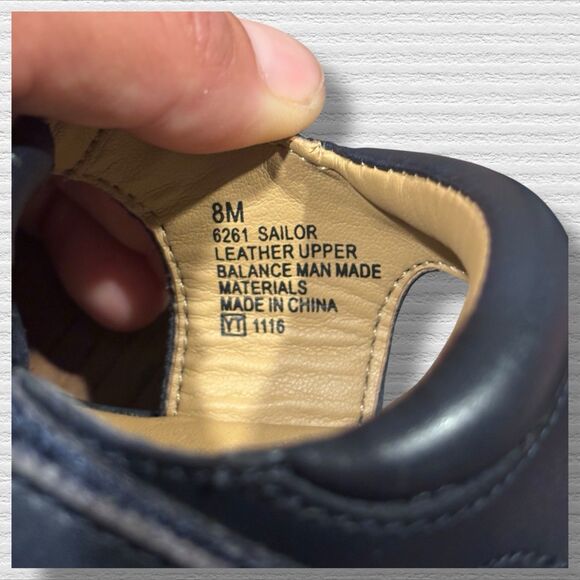 8M
6261 SAILOR
LEATHER UPPER
BALANCE MAN MADE
MATERIALS
MADE IN CHINA
YT 1116